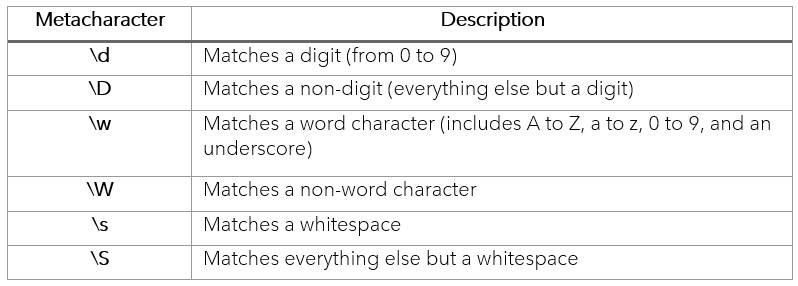 Metacharacter Description
\d Matches a digit (from 0 to 9)
\D Matches a non-digit (everything else but a digit)
\w Matches a word character (includes A to Z, a to z, 0 to 9, and an
underscore)
\W Matches a non-word character
\s Matches a whitespace
\S Matches everything else but a whitespace